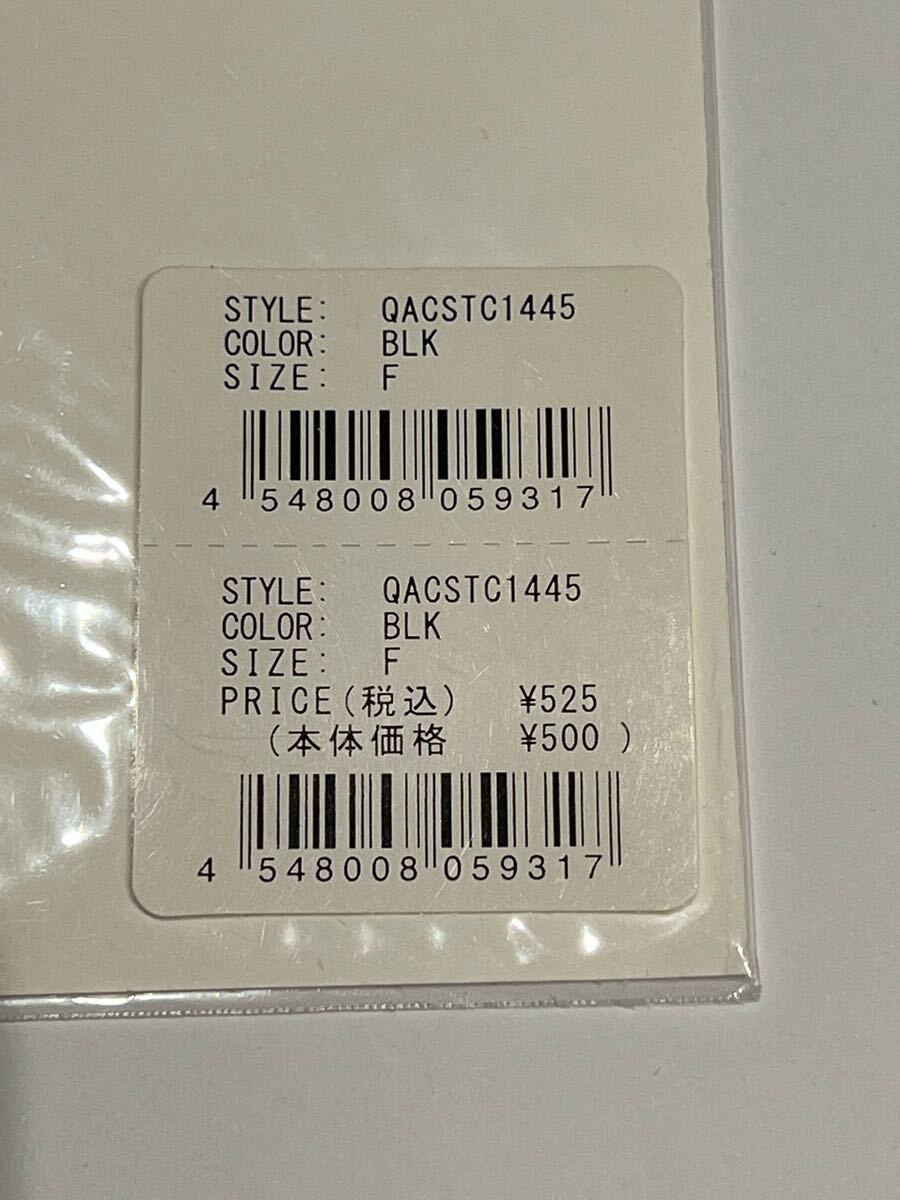 STYLE: QACSTC1445
COLOR: BLK
SIZE: F
4 548008 059317
STYLE: QACSTC1445
COLOR: BLK
SIZE: F
PRICE(税込) ¥525
(本体価格 ¥500 )
4 548008 059317